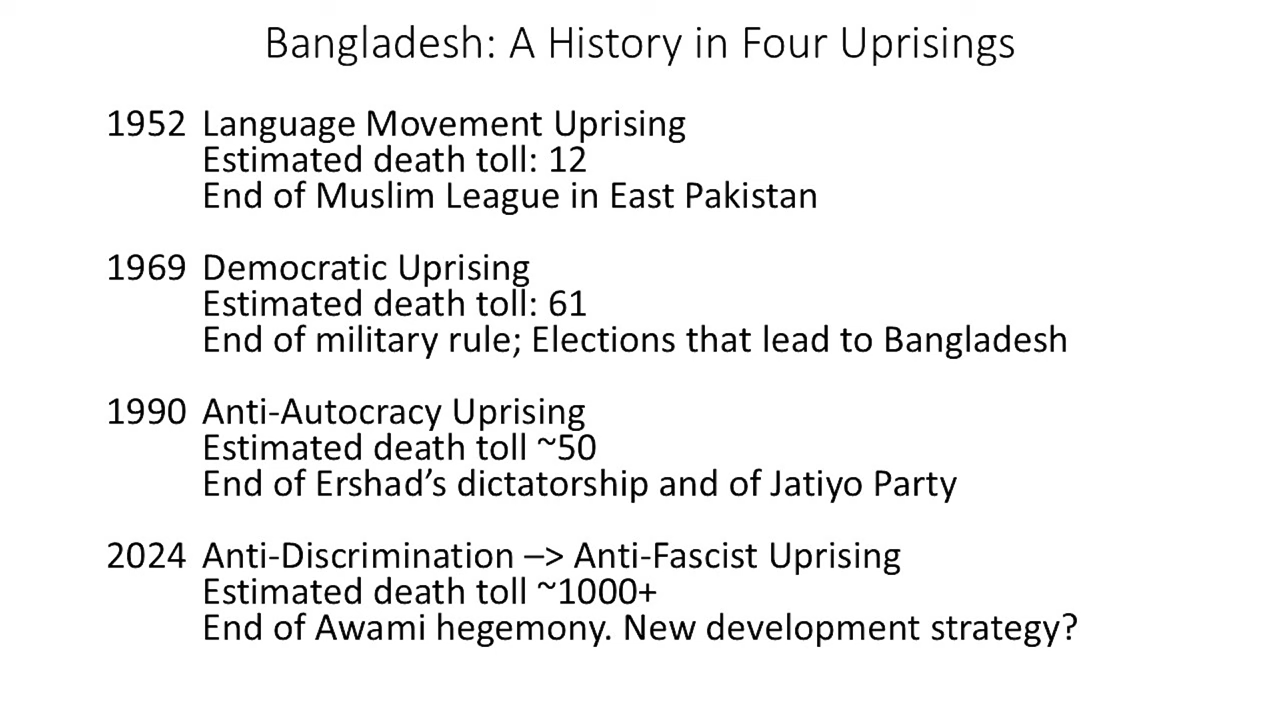 Bangladesh: A History in Four Uprisings
1952 Language Movement Uprising
Estimated death toll: 12
End of Muslim League in East Pakistan
1969 Democratic Uprising
Estimated death toll: 61
End of military rule; Elections that lead to Bangladesh
1990 Anti-Autocracy Uprising
Estimated death toll ~50
End of Ershad’s dictatorship and of Jatiyo Party
2024 Anti-Discrimination –> Anti-Fascist Uprising
Estimated death toll ~1000+
End of Awami hegemony. New development strategy?